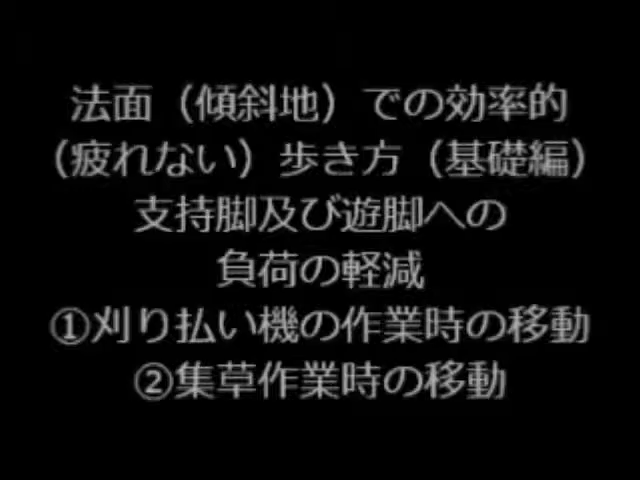 法面（傾斜地）での効率的
（疲れない）歩き方（基礎編）
支持脚及び遊脚への
負荷の軽減
①刈り払い機の作業時の移動
②集草作業時の移動